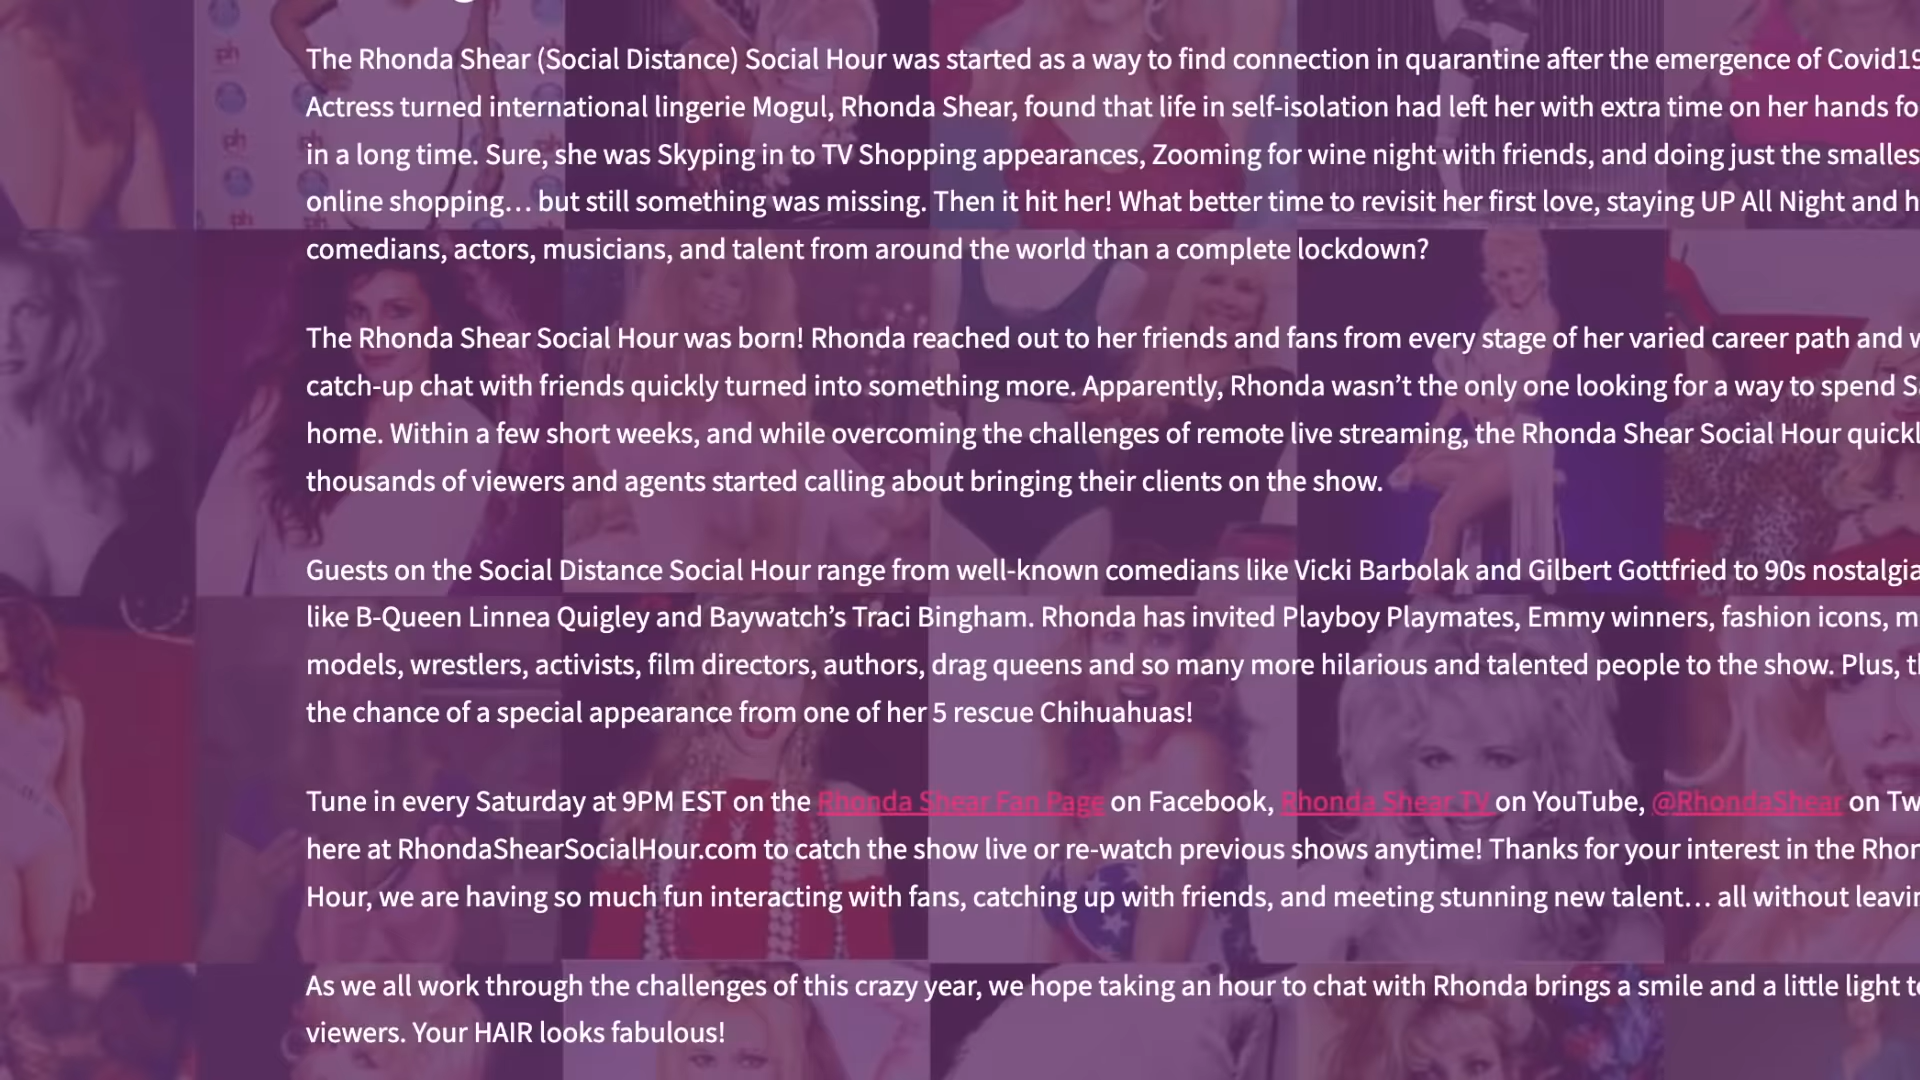 The Rhonda Shear (Social Distance) Social Hour was started as a way to find connection in quarantine after the emergence of Covid19
Actress turned international lingerie Mogul, Rhonda Shear, found that life in self-isolation had left her with extra time on her hands fo
in a long time. Sure, she was Skyping in to TV Shopping appearances, Zooming for wine night with friends, and doing just the smalles
online shopping… but still something was missing. Then it hit her! What better time to revisit her first love, staying UP All Night and h
comedians, actors, musicians, and talent from around the world than a complete lockdown?
The Rhonda Shear Social Hour was born! Rhonda reached out to her friends and fans from every stage of her varied career path and w
catch-up chat with friends quickly turned into something more. Apparently, Rhonda wasn’t the only one looking for a way to spend Sa
home. Within a few short weeks, and while overcoming the challenges of remote live streaming, the Rhonda Shear Social Hour quickl
thousands of viewers and agents started calling about bringing their clients on the show.
Guests on the Social Distance Social Hour range from well-known comedians like Vicki Barbolak and Gilbert Gottfried to 90s nostalgia
like B-Queen Linnea Quigley and Baywatch’s Traci Bingham. Rhonda has invited Playboy Playmates, Emmy winners, fashion icons, m
models, wrestlers, activists, film directors, authors, drag queens and so many more hilarious and talented people to the show. Plus, th
the chance of a special appearance from one of her 5 rescue Chihuahuas!
Tune in every Saturday at 9PM EST on the Rhonda Shear Fan Page on Facebook, Rhonda Shear TV on YouTube, @RhondaShear on Tw
here at RhondaShearSocialHour.com to catch the show live or re-watch previous shows anytime! Thanks for your interest in the Rhon
Hour, we are having so much fun interacting with fans, catching up with friends, and meeting stunning new talent… all without leavin
As we all work through the challenges of this crazy year, we hope taking an hour to chat with Rhonda brings a smile and a little light to
viewers. Your HAIR looks fabulous!